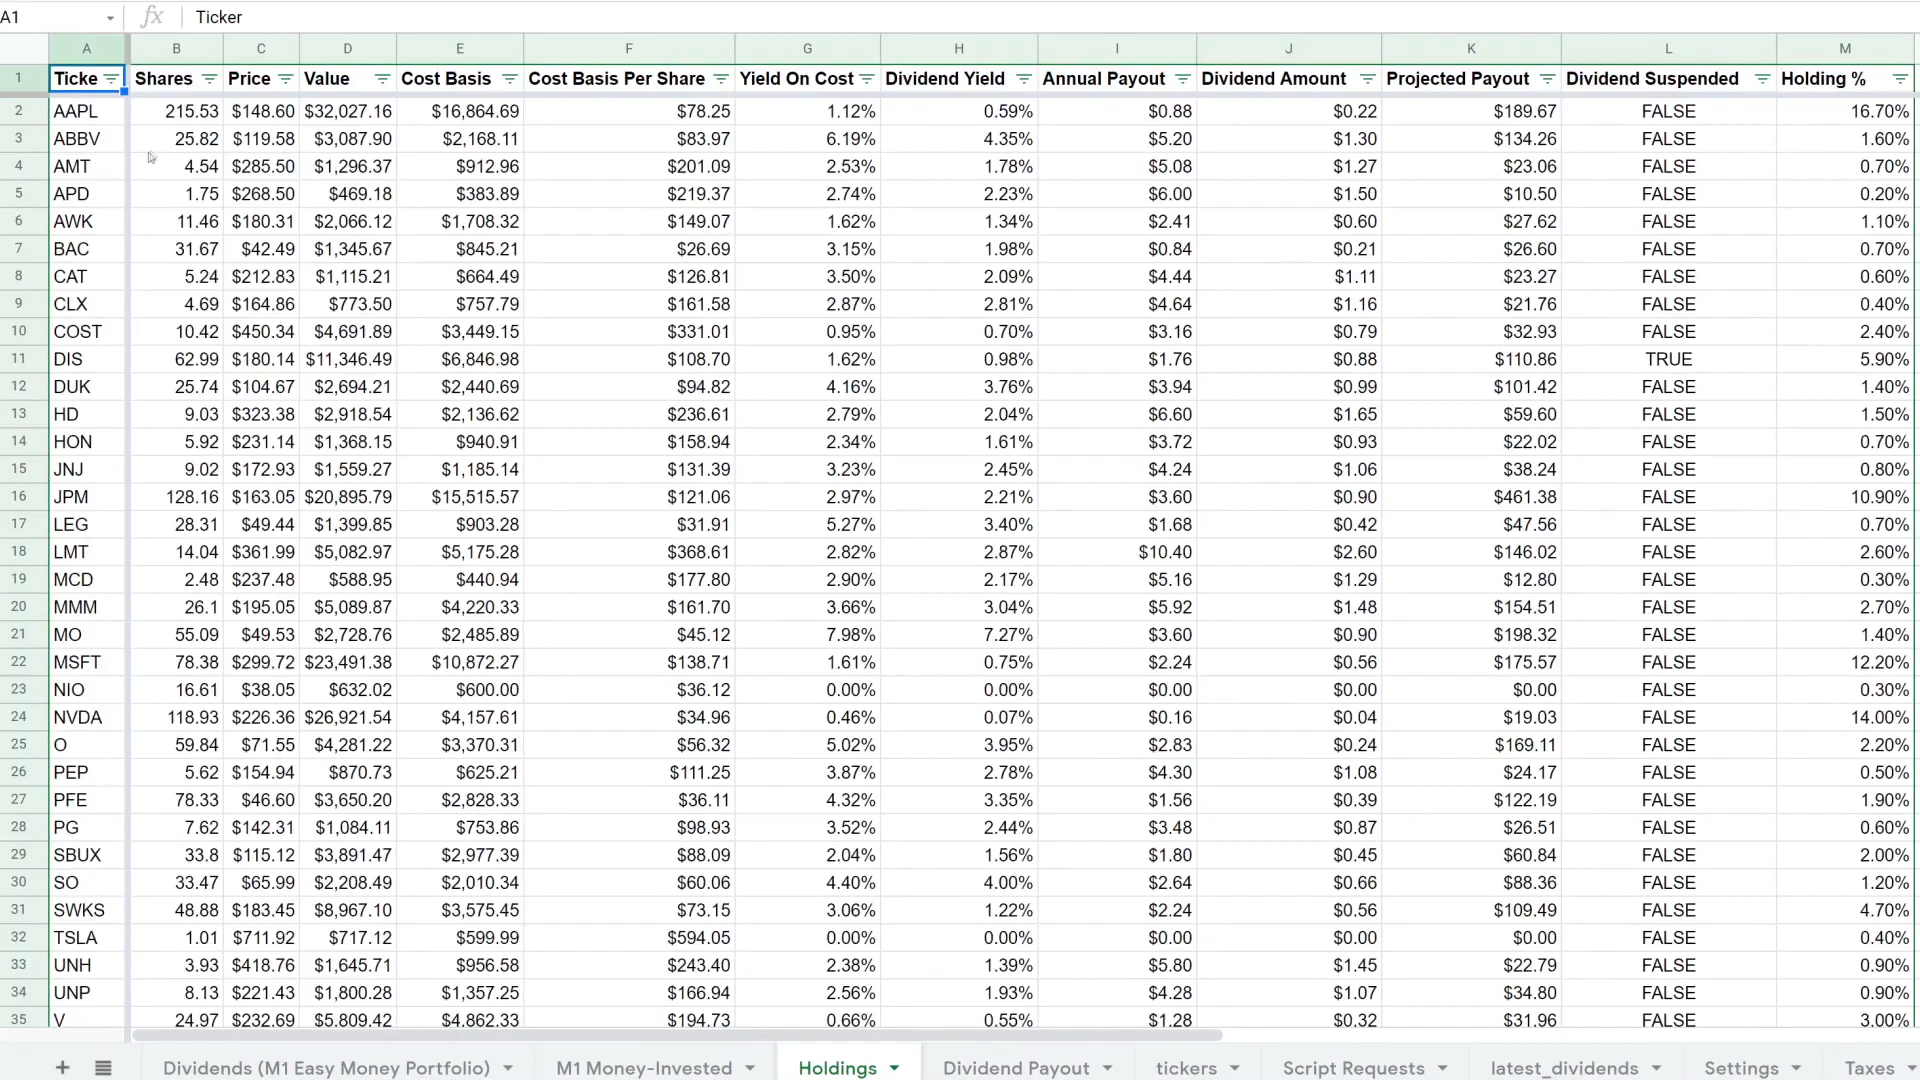 A1 fx Ticker
A B C D E F G H I J K L M
1 Ticke Shares Price Value Cost Basis Cost Basis Per Share Yield On Cost Dividend Yield Annual Payout Dividend Amount Projected Payout Dividend Suspended Holding %
2 AAPL 215.53 $148.60 $32,027.16 $16,864.69 $78.25 1.12% 0.59% $0.88 $0.22 $189.67 FALSE 16.70%
3 ABBV 25.82 $119.58 $3,087.90 $2,168.11 $83.97 6.19% 4.35% $5.20 $1.30 $134.26 FALSE 1.60%
4 AMT 4.54 $285.50 $1,296.37 $912.96 $201.09 2.53% 1.78% $5.08 $1.27 $23.06 FALSE 0.70%
5 APD 1.75 $268.50 $469.18 $383.89 $219.37 2.74% 2.23% $6.00 $1.50 $10.50 FALSE 0.20%
6 AWK 11.46 $180.31 $2,066.12 $1,708.32 $149.07 1.62% 1.34% $2.41 $0.60 $27.62 FALSE 1.10%
7 BAC 31.67 $42.49 $1,345.67 $845.21 $26.69 3.15% 1.98% $0.84 $0.21 $26.60 FALSE 0.70%
8 CAT 5.24 $212.83 $1,115.21 $664.49 $126.81 3.50% 2.09% $4.44 $1.11 $23.27 FALSE 0.60%
9 CLX 4.69 $164.86 $773.50 $757.79 $161.58 2.87% 2.81% $4.64 $1.16 $21.76 FALSE 0.40%
10 COST 10.42 $450.34 $4,691.89 $3,449.15 $331.01 0.95% 0.70% $3.16 $0.79 $32.93 FALSE 2.40%
11 DIS 62.99 $180.14 $11,346.49 $6,846.98 $108.70 1.62% 0.98% $1.76 $0.88 $110.86 TRUE 5.90%
12 DUK 25.74 $104.67 $2,694.21 $2,440.69 $94.82 4.16% 3.76% $3.94 $0.99 $101.42 FALSE 1.40%
13 HD 9.03 $323.38 $2,918.54 $2,136.62 $236.61 2.79% 2.04% $6.60 $1.65 $59.60 FALSE 1.50%
14 HON 5.92 $231.14 $1,368.15 $940.91 $158.94 2.34% 1.61% $3.72 $0.93 $22.02 FALSE 0.70%
15 JNJ 9.02 $172.93 $1,559.27 $1,185.14 $131.39 3.23% 2.45% $4.24 $1.06 $38.24 FALSE 0.80%
16 JPM 128.16 $163.05 $20,895.79 $15,515.57 $121.06 2.97% 2.21% $3.60 $0.90 $461.38 FALSE 10.90%
17 LEG 28.31 $49.44 $1,399.85 $903.28 $31.91 5.27% 3.40% $1.68 $0.42 $47.56 FALSE 0.70%
18 LMT 14.04 $361.99 $5,082.97 $5,175.28 $368.61 2.82% 2.87% $10.40 $2.60 $146.02 FALSE 2.60%
19 MCD 2.48 $237.48 $588.95 $440.94 $177.80 2.90% 2.17% $5.16 $1.29 $12.80 FALSE 0.30%
20 MMM 26.1 $195.05 $5,089.87 $4,220.33 $161.70 3.66% 3.04% $5.92 $1.48 $154.51 FALSE 2.70%
21 MO 55.09 $49.53 $2,728.76 $2,485.89 $45.12 7.98% 7.27% $3.60 $0.90 $198.32 FALSE 1.40%
22 MSFT 78.38 $299.72 $23,491.38 $10,872.27 $138.71 1.61% 0.75% $2.24 $0.56 $175.57 FALSE 12.20%
23 NIO 16.61 $38.05 $632.02 $600.00 $36.12 0.00% 0.00% $0.00 $0.00 $0.00 FALSE 0.30%
24 NVDA 118.93 $226.36 $26,921.54 $4,157.61 $34.96 0.46% 0.07% $0.16 $0.04 $19.03 FALSE 14.00%
25 O 59.84 $71.55 $4,281.22 $3,370.31 $56.32 5.02% 3.95% $2.83 $0.24 $169.11 FALSE 2.20%
26 PEP 5.62 $154.94 $870.73 $625.21 $111.25 3.87% 2.78% $4.30 $1.08 $24.17 FALSE 0.50%
27 PFE 78.33 $46.60 $3,650.20 $2,828.33 $36.11 4.32% 3.35% $1.56 $0.39 $122.19 FALSE 1.90%
28 PG 7.62 $142.31 $1,084.11 $753.86 $98.93 3.52% 2.44% $3.48 $0.87 $26.51 FALSE 0.60%
29 SBUX 33.8 $115.12 $3,891.47 $2,977.39 $88.09 2.04% 1.56% $1.80 $0.45 $60.84 FALSE 2.00%
30 SO 33.47 $65.99 $2,208.49 $2,010.34 $60.06 4.40% 4.00% $2.64 $0.66 $88.36 FALSE 1.20%
31 SWKS 48.88 $183.45 $8,967.10 $3,575.45 $73.15 3.06% 1.22% $2.24 $0.56 $109.49 FALSE 4.70%
32 TSLA 1.01 $711.92 $717.12 $599.99 $594.05 0.00% 0.00% $0.00 $0.00 $0.00 FALSE 0.40%
33 UNH 3.93 $418.76 $1,645.71 $956.58 $243.40 2.38% 1.39% $5.80 $1.45 $22.79 FALSE 0.90%
34 UNP 8.13 $221.43 $1,800.28 $1,357.25 $166.94 2.56% 1.93% $4.28 $1.07 $34.80 FALSE 0.90%
35 V 24.97 $232.69 $5,809.42 $4,862.33 $194.73 0.66% 0.55% $1.28 $0.32 $31.96 FALSE 3.00%
+ Dividends (M1 Easy Money Portfolio) M1 Money-Invested Holdings Dividend Payout tickers Script Requests latest_dividends Settings Taxes